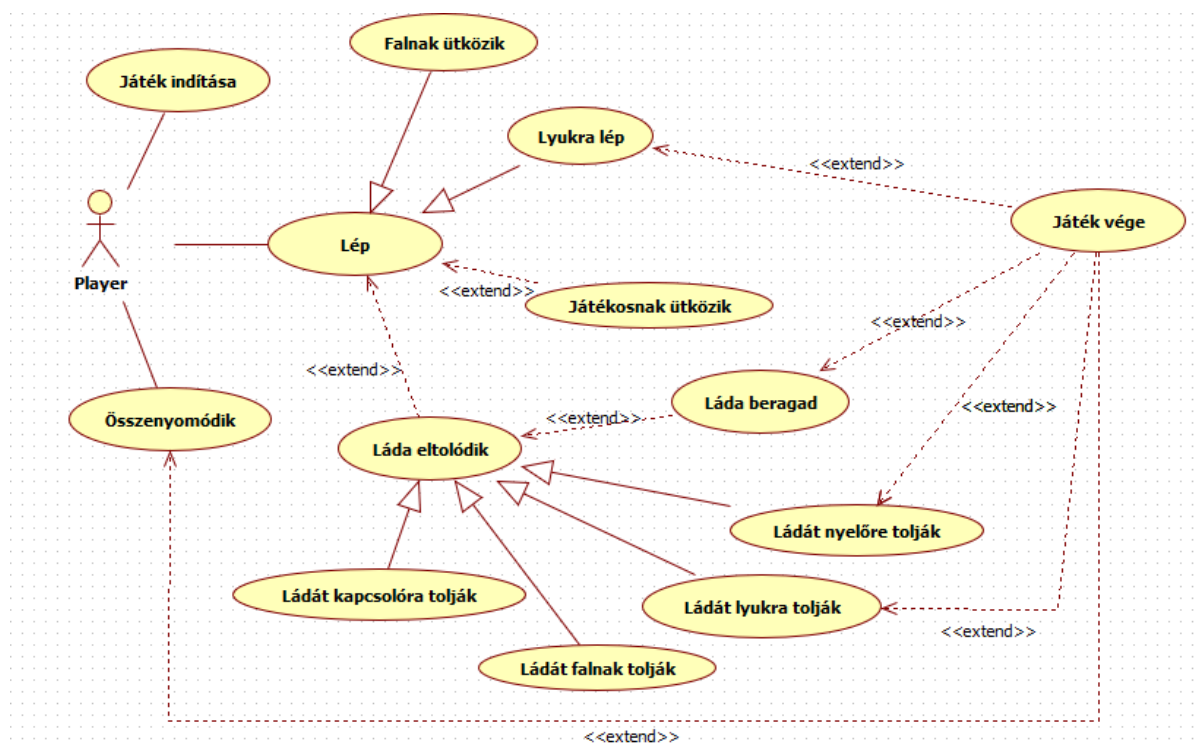 Falnak ütközik
Játék indítása
Lyukra lép
<<extend>>
Játék vége
Lép
Player
<<extend>>
Játékosnak ütközik
<<extend>>
<<extend>>
Láda beragad
<<extend>>
Összenyomódik
<<extend>>
Láda eltolódik
Ládát nyelőre tolják
Ládát kapcsolóra tolják
Ládát lyukra tolják
<<extend>>
Ládát falnak tolják
<<extend>>